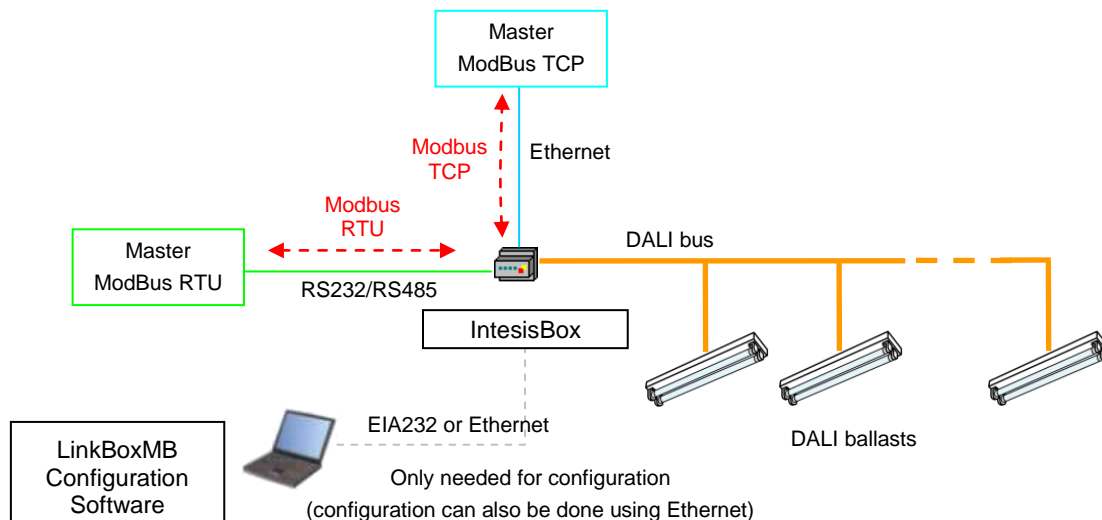 Master
ModBus TCP
Modbus
TCP
Ethernet
Modbus
RTU
Master
ModBus RTU
RS232/RS485
DALI bus
IntesisBox
EIA232 or Ethernet
DALI ballasts
LinkBoxMB
Configuration
Software
Only needed for configuration
(configuration can also be done using Ethernet)